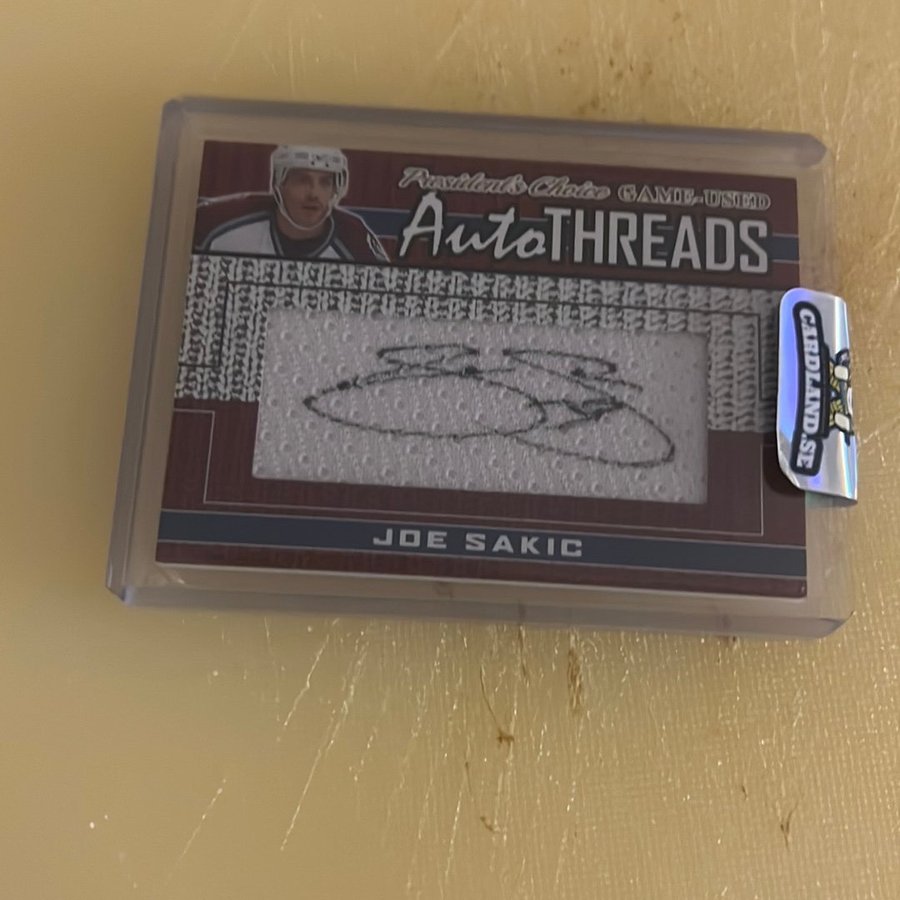 President's Choice GAME-USED
AutoTHREADS
CARDLAND.SE
JOE SAKIC